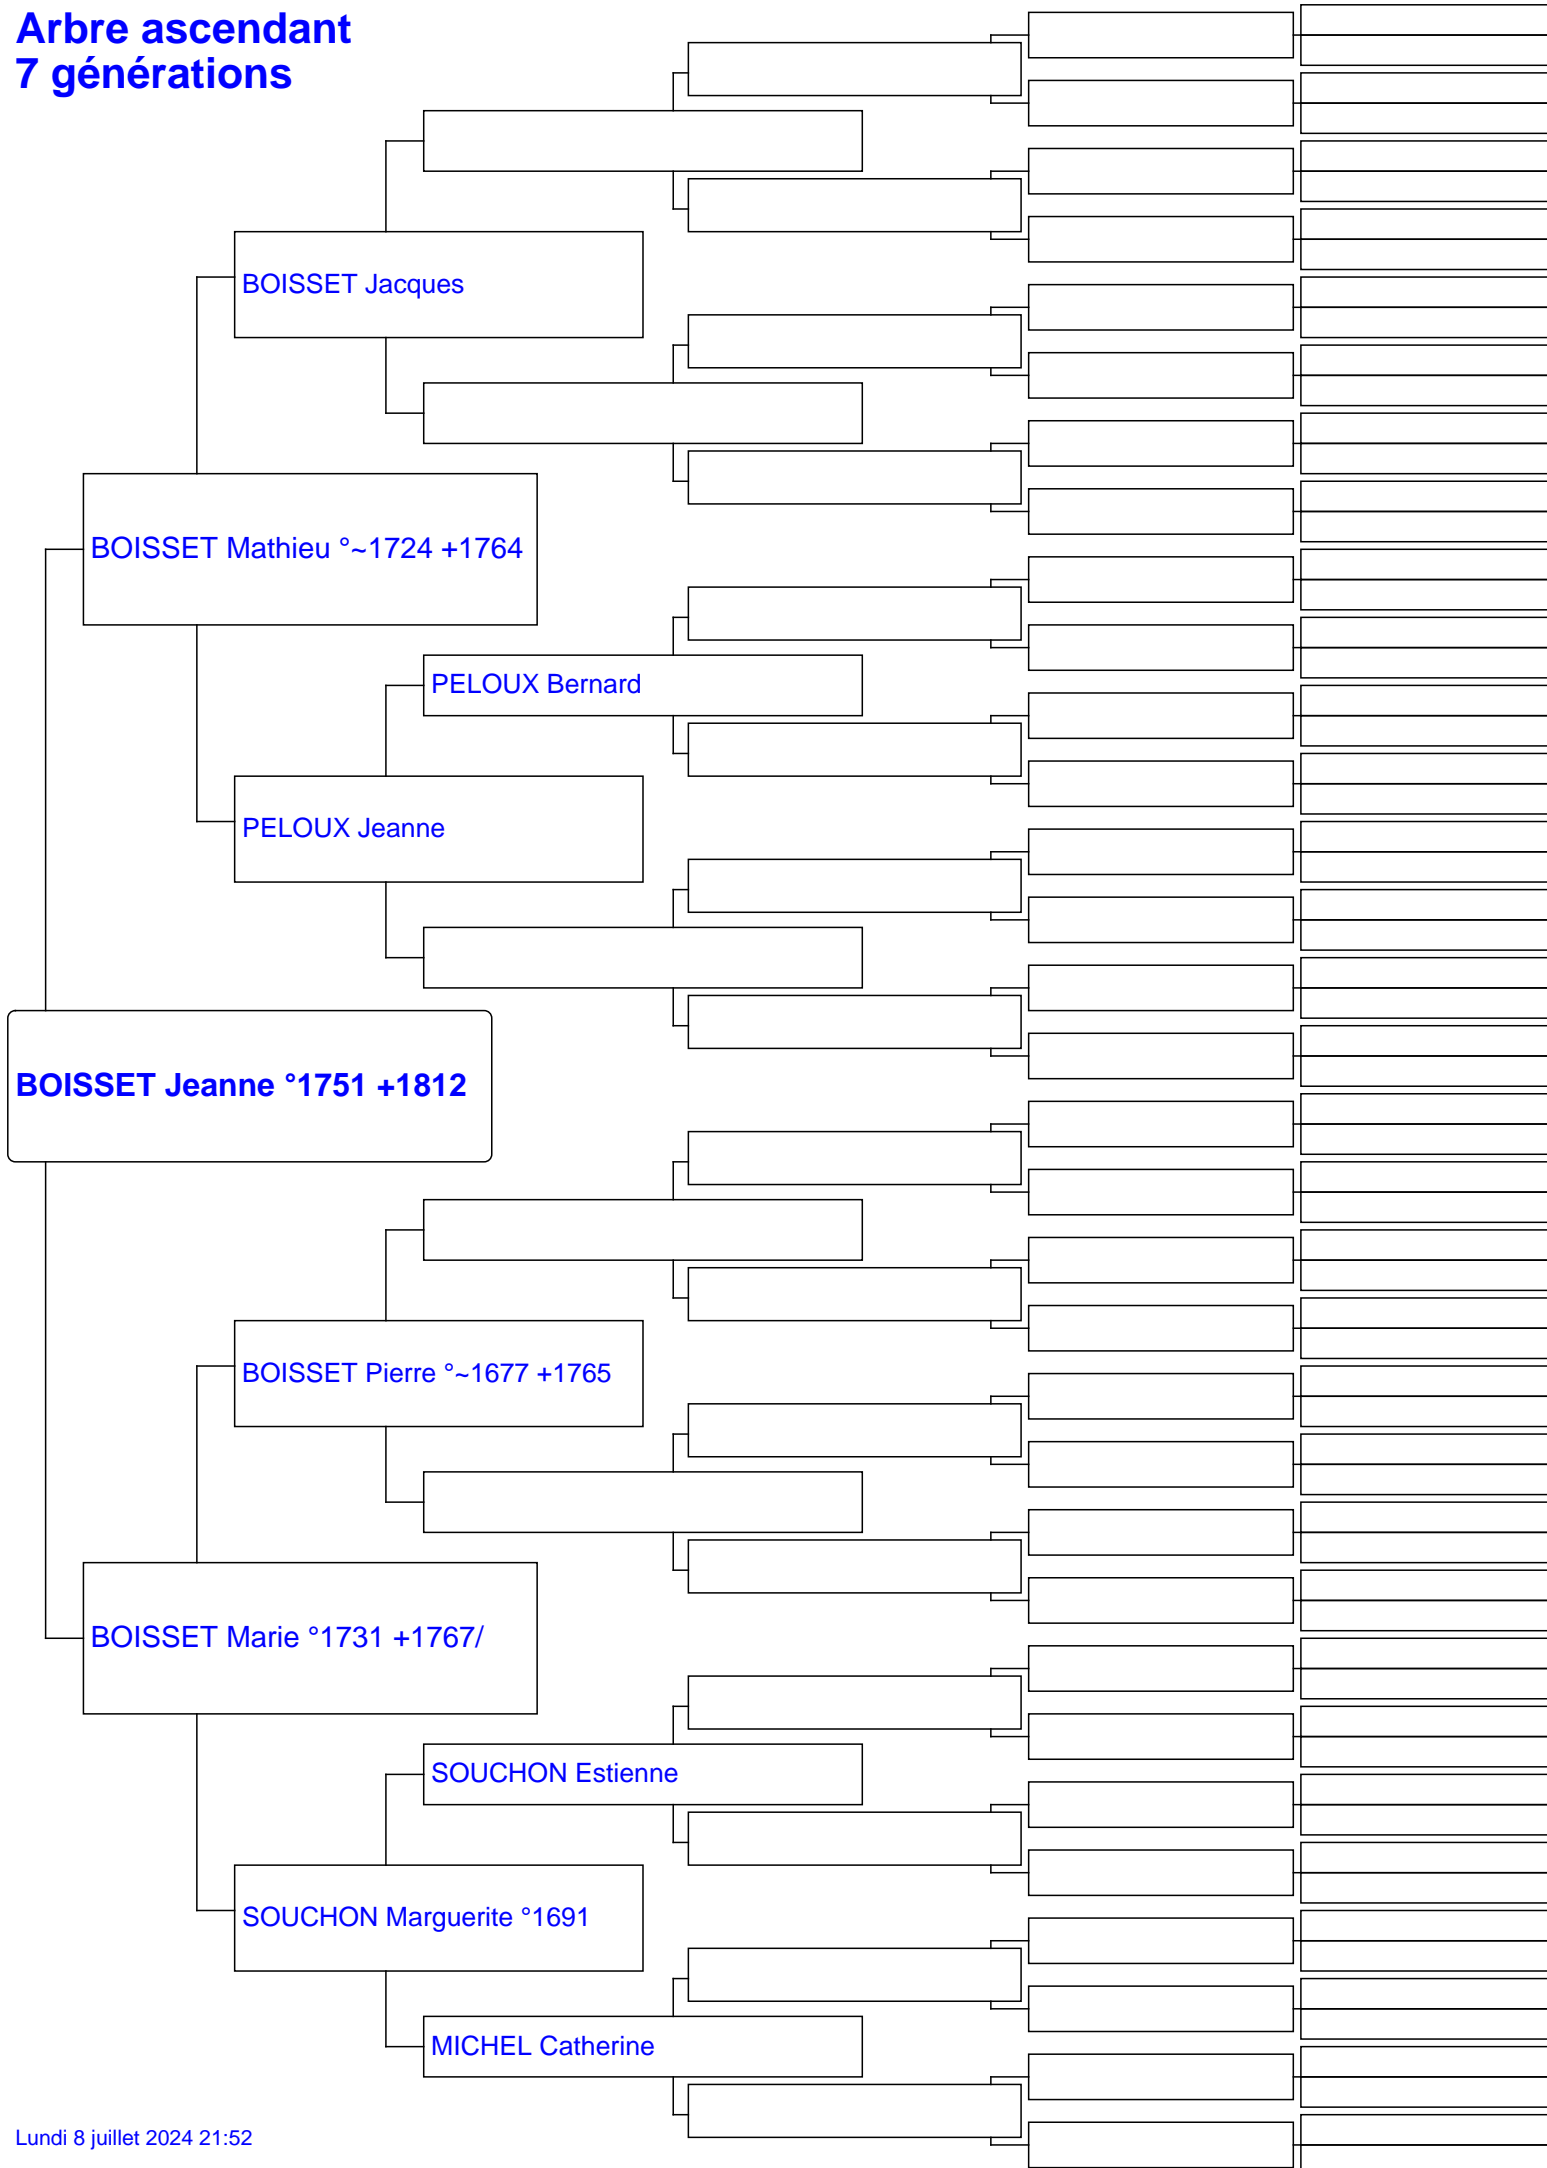 Arbre ascendant
7 générations
BOISSET Jacques
BOISSET Mathieu °~1724 +1764
PELOUX Bernard
PELOUX Jeanne
BOISSET Jeanne °1751 +1812
BOISSET Pierre °~1677 +1765
BOISSET Marie °1731 +1767/
SOUCHON Estienne
SOUCHON Marguerite °1691
MICHEL Catherine
Lundi 8 juillet 2024 21:52